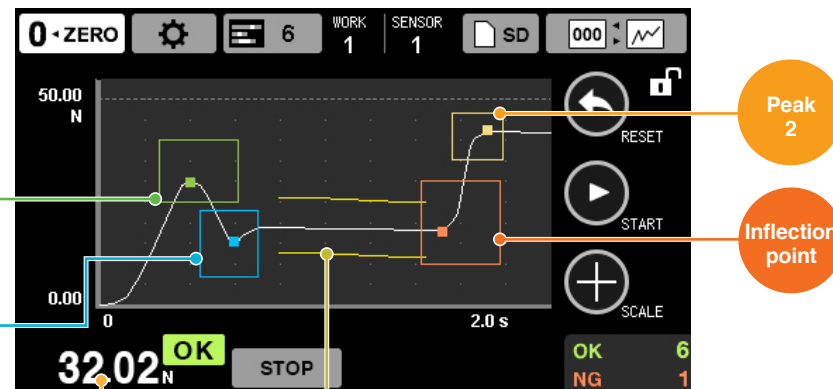 0 ZERO
6
WORK
1
SENSOR
1
SD
000
50.00
N
RESET
START
SCALE
0.00
0
2.0 s
32.02 N
OK
STOP
OK 6
NG 1
Peak
2
Inflection
point